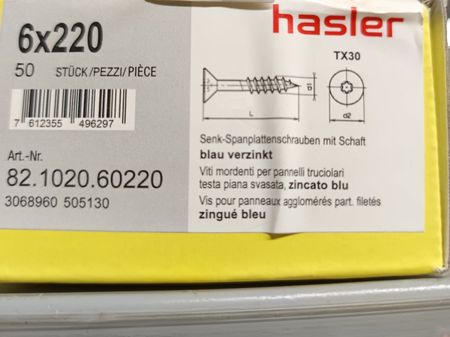 hasler
6x220
50 STÜCK/PEZZI/PIÈCE
TX30
d1
L
d2
7 612355 496297
Art.-Nr.
82.1020.60220
3068960 505130
Senk-Spanplattenschrauben mit Schaft
blau verzinkt
Viti mordenti per pannelli truciolari
testa piana svasata, zincato blu
Vis pour panneaux agglomérés part. filetés
zingué bleu